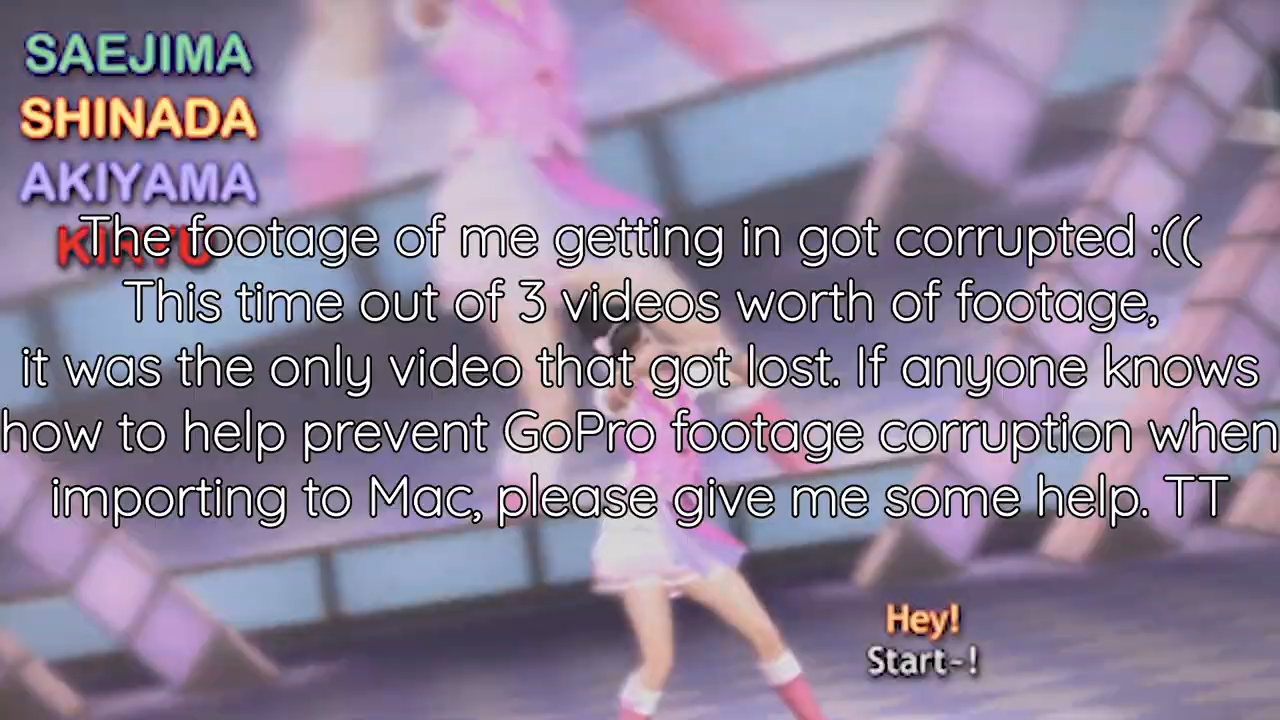 SAEJIMA
SHINADA
AKIYAMA
KIRYU
The footage of me getting in got corrupted :((
This time out of 3 videos worth of footage,
it was the only video that got lost. If anyone knows
how to help prevent GoPro footage corruption when
importing to Mac, please give me some help. TT
Hey!
Start~!